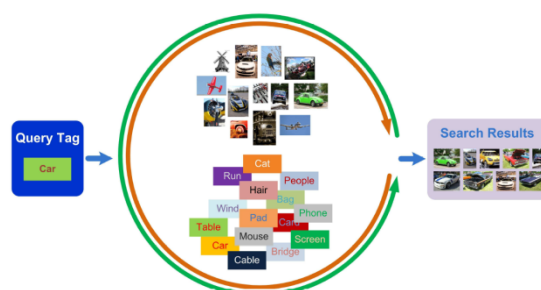 Query Tag
Car
Cat
Run
People
Hair
Bag
Wind
Phone
Pad
Care
Table
Mouse
Screen
Car
Bridge
Cable
Search Results